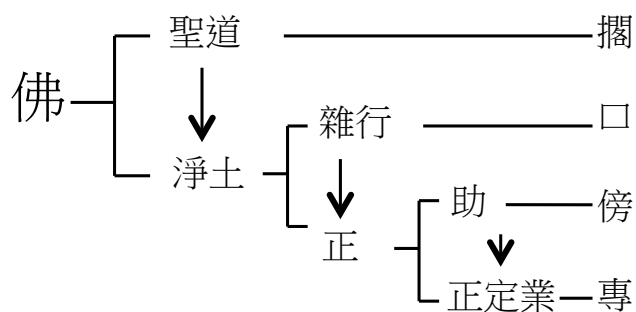 聖道 擱
佛
雜行 口
淨土
助 傍
正
正定業 專